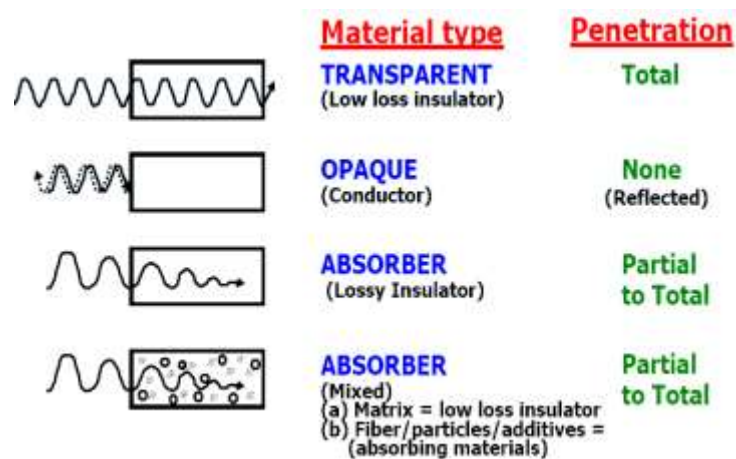 Material type Penetration
TRANSPARENT Total
(Low loss insulator)
OPAQUE None
(Conductor) (Reflected)
ABSORBER Partial
(Lossy Insulator) to Total
ABSORBER Partial
(Mixed) to Total
(a) Matrix = low loss insulator
(b) Fiber/particles/additives =
(absorbing materials)